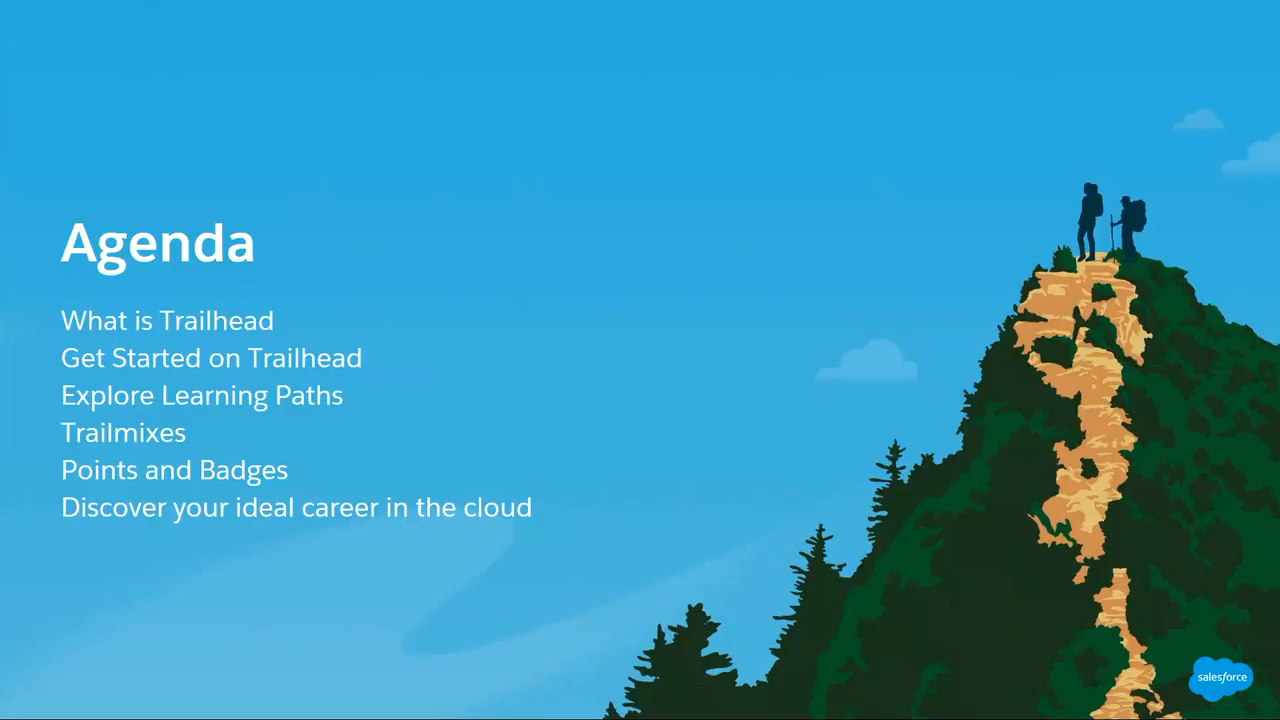 Agenda
What is Trailhead
Get Started on Trailhead
Explore Learning Paths
Trailmixes
Points and Badges
Discover your ideal career in the cloud
salesforce